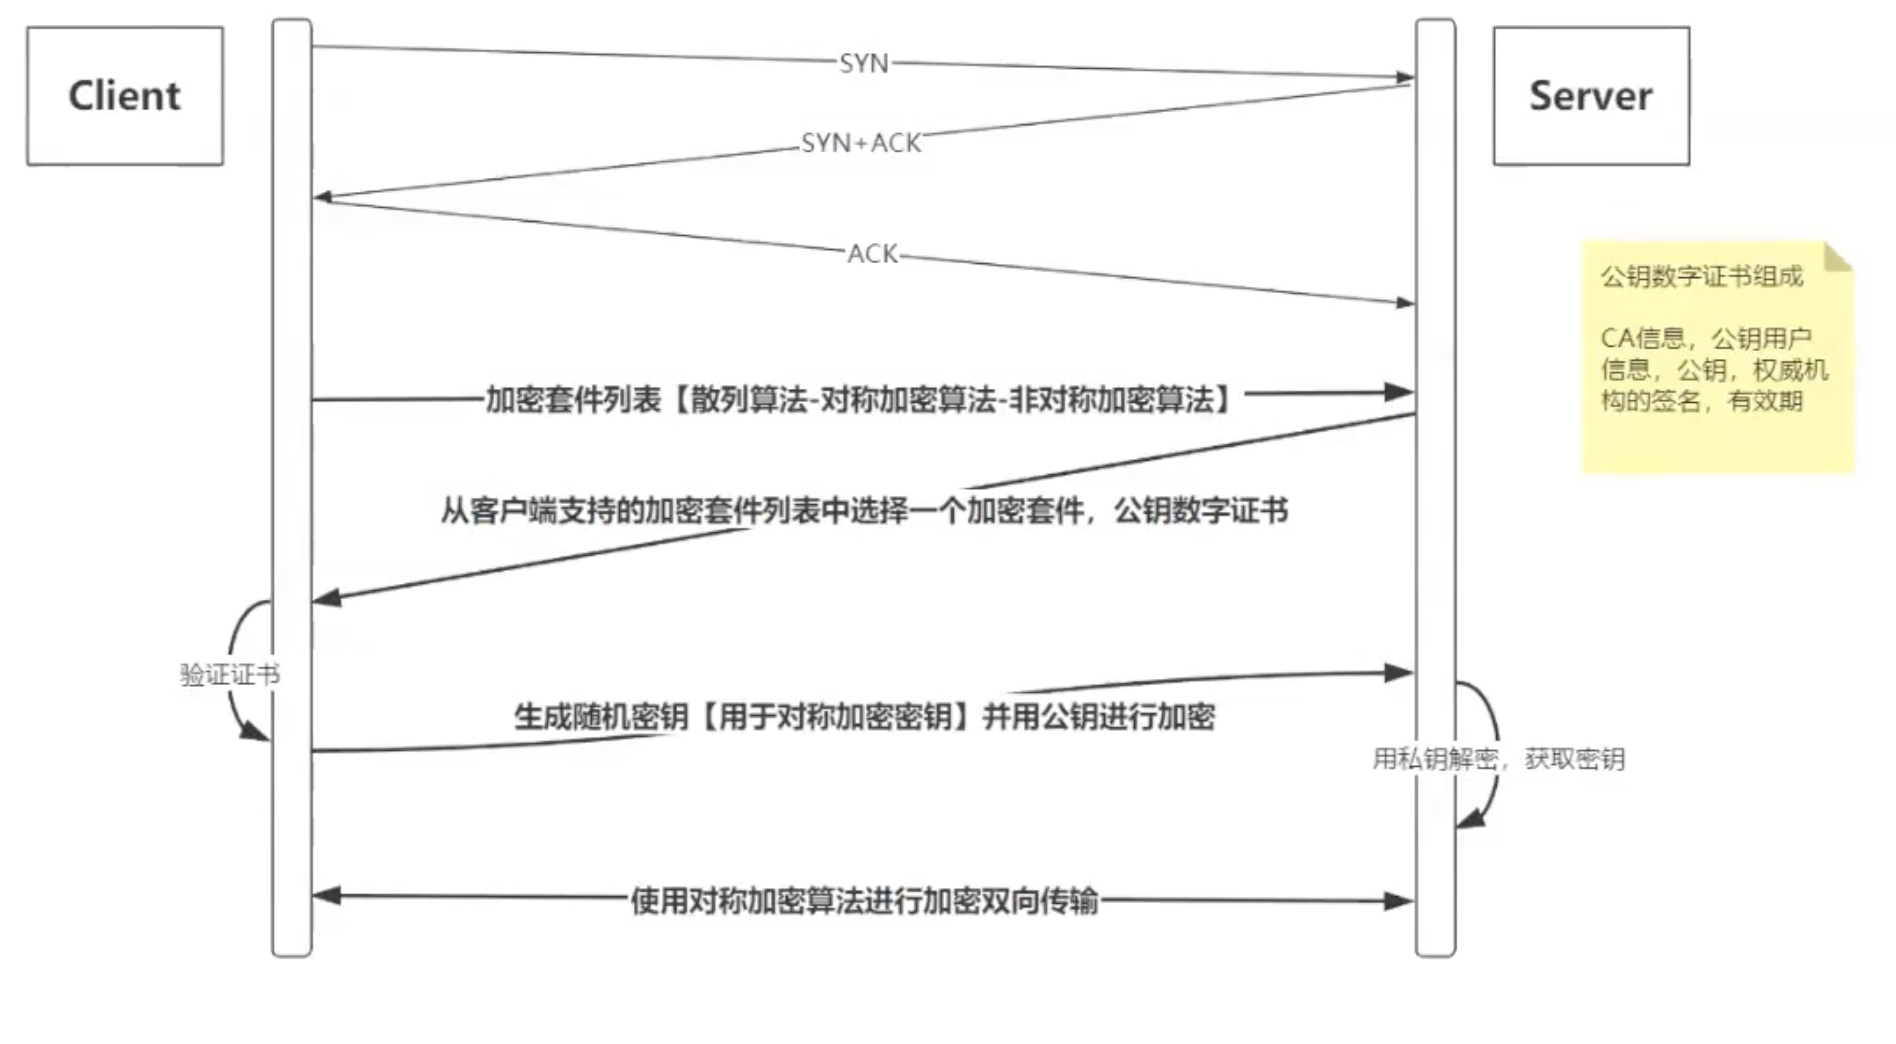 Client
Server
SYN
SYN+ACK
ACK
公钥数字证书组成
CA信息，公钥用户
信息，公钥，权威机
构的签名，有效期
加密套件列表【散列算法-对称加密算法-非对称加密算法】
从客户端支持的加密套件列表中选择一个加密套件，公钥数字证书
验证证书
生成随机密钥【用于对称加密密钥】并用公钥进行加密
用私钥解密，获取密钥
使用对称加密算法进行加密双向传输